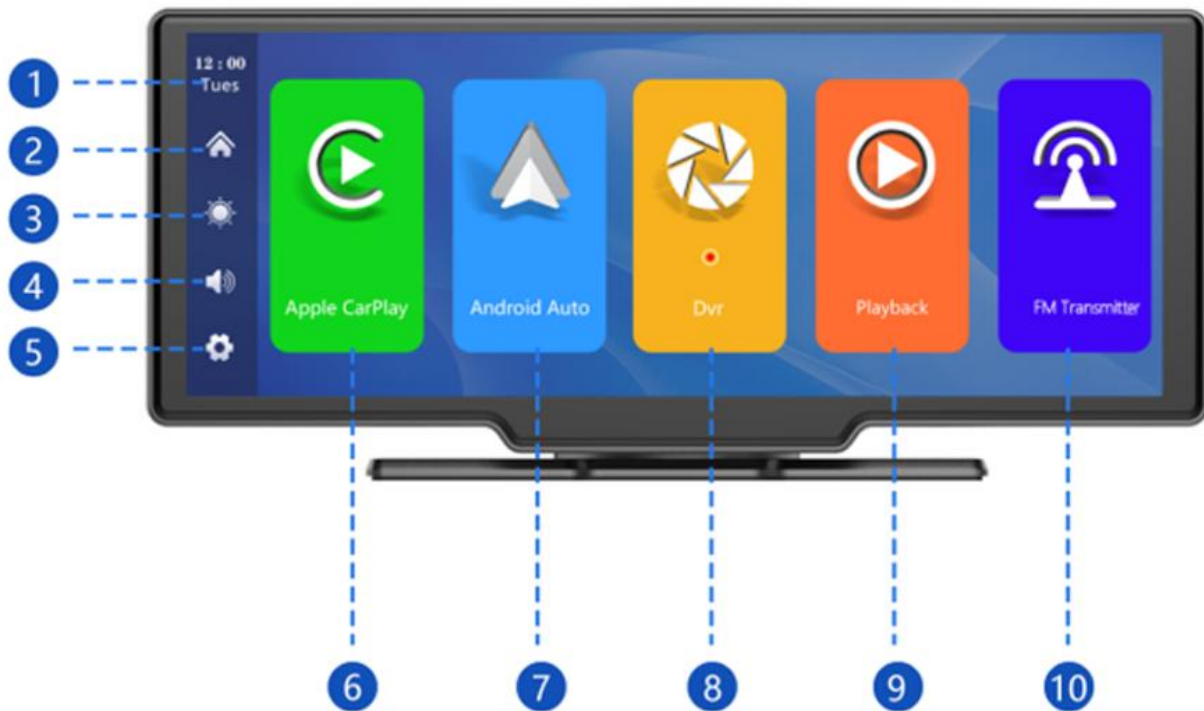 12 : 00
Tues
1
2
3
4
5
Apple CarPlay
Android Auto
Dvr
Playback
FM Transmitter
6
7
8
9
10